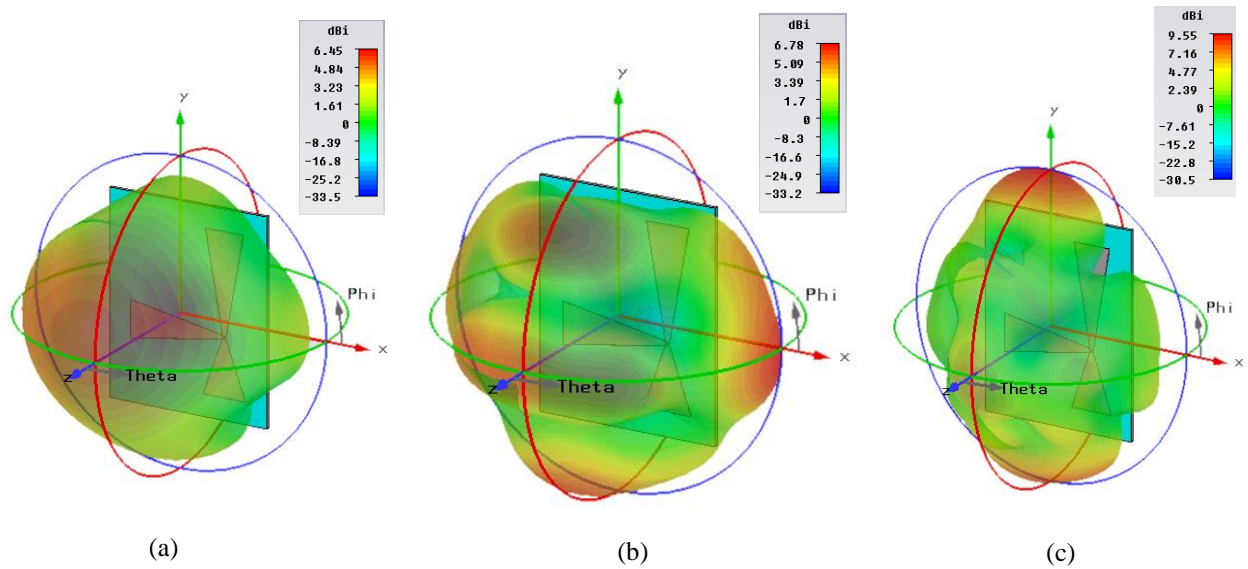 dBi
6.45
4.84
3.23
1.61
0
-8.39
-16.8
-25.2
-33.5
y
Phi
x
z
Theta
(a)
dBi
6.78
5.09
3.39
1.7
0
-8.3
-16.6
-24.9
-33.2
y
Phi
x
z
Theta
(b)
dBi
9.55
7.16
4.77
2.39
0
-7.61
-15.2
-22.8
-30.5
y
Phi
x
z
Theta
(c)